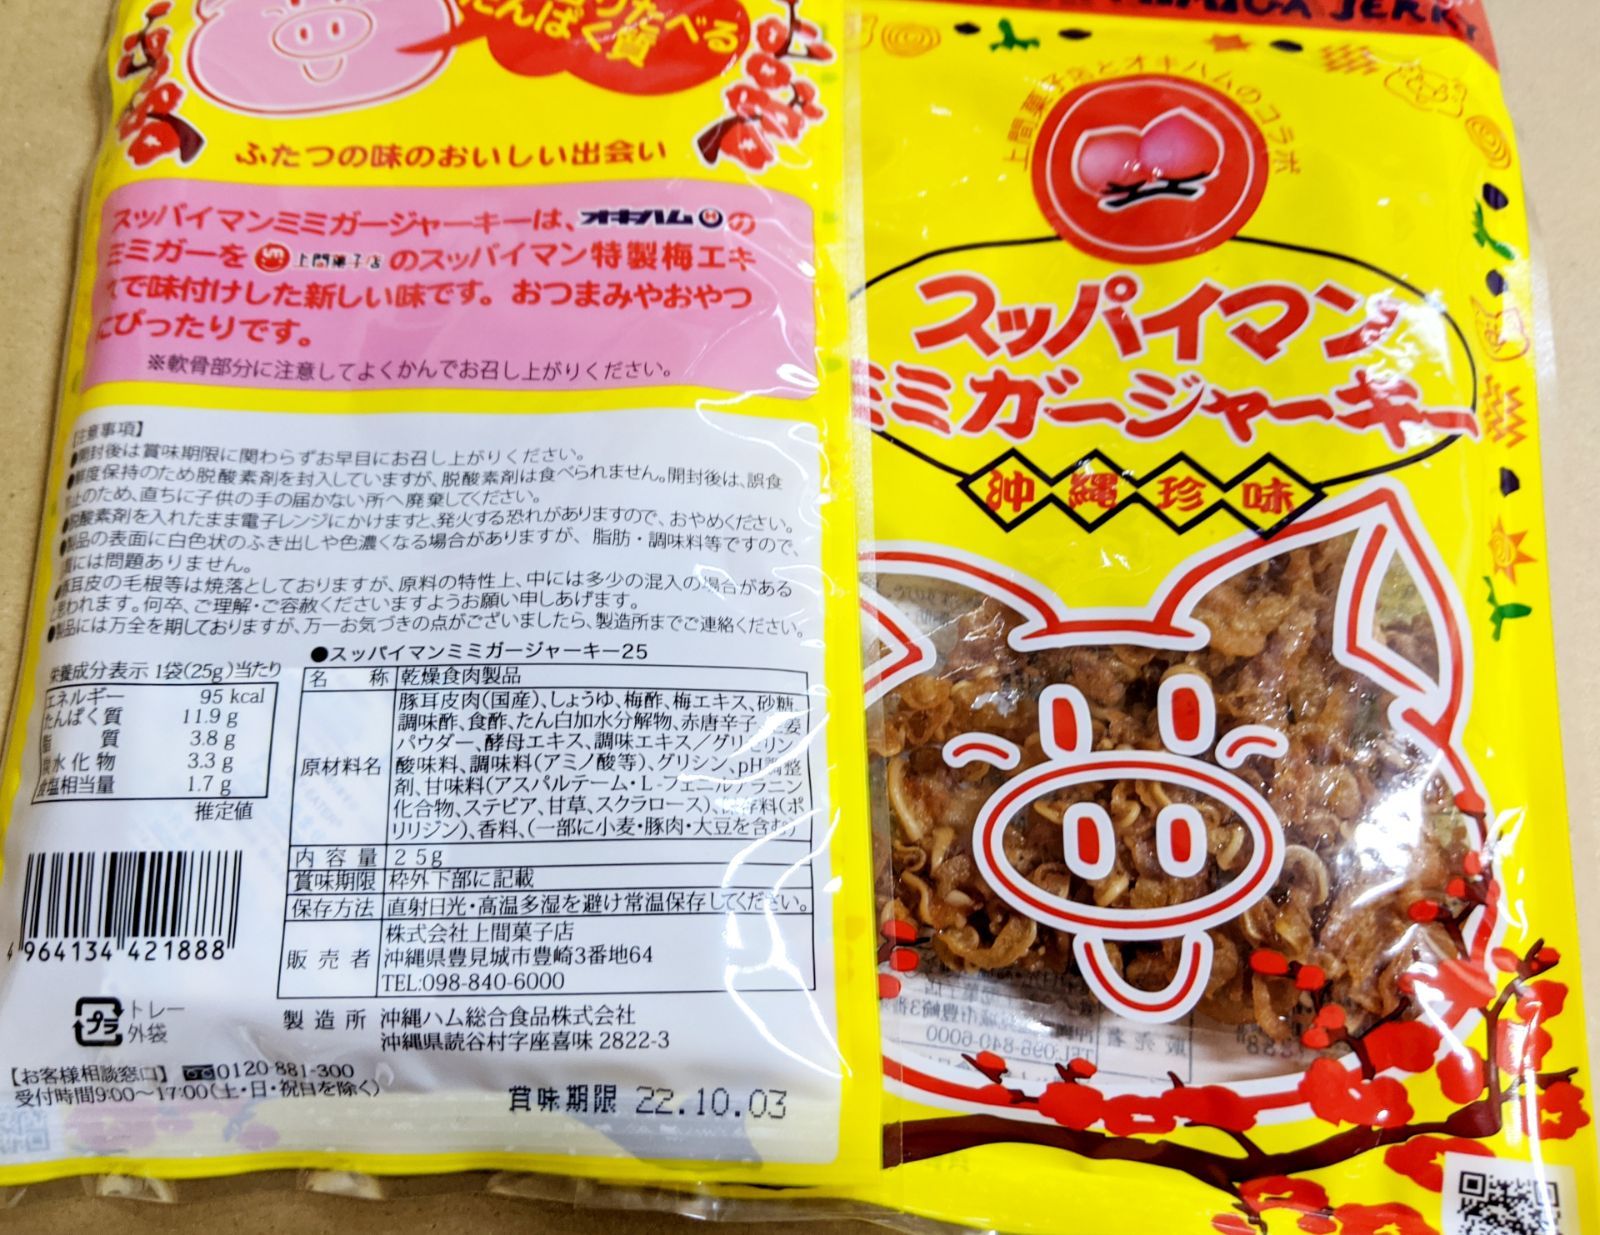 たべる
んぱく質
ふたつの味のおいしい出会い
スッパイマンミミガージャーキーは、オキハムの
ミミガーを 上間菓子店 のスッパイマン特製梅エキ
で味付けした新しい味です。おつまみやおやつ
にぴったりです。
※軟骨部分に注意してよくかんでお召し上がりください。
【注意事項】
●開封後は賞味期限に関わらずお早目にお召し上がりください。
●鮮度保持のため脱酸素剤を封入していますが、脱酸素剤は食べられません。開封後は、誤食
防止のため、直ちに子供の手の届かない所へ廃棄してください。
●脱酸素剤を入れたまま電子レンジにかけますと、発火する恐れがありますので、おやめください。
●製品の表面に白色状のふき出しや色濃くなる場合がありますが、脂肪・調味料等ですので、
には問題ありません。
●豚耳皮の毛根等は焼落としておりますが、原料の特性上、中には多少の混入の場合がある
と思われます。何卒、ご理解・ご容赦くださいますようお願い申しあげます。
●製品には万全を期しておりますが、万一お気づきの点がございましたら、製造所までご連絡ください。
栄養成分表示 1袋(25g)当たり
エネルギー 95 kcal
たんぱく質 11.9 g
脂質 3.8 g
炭水化物 3.3 g
食塩相当量 1.7 g
推定値
●スッパイマンミミガージャーキー25
名称 乾燥食肉製品
原材料名 豚耳皮肉(国産)、しょうゆ、梅酢、梅エキス、砂糖、
調味酢、食酢、たん白加水分解物、赤唐辛子、生姜
パウダー、酵母エキス、調味エキス／グリセリン、
酸味料、調味料(アミノ酸等)、グリシン、pH調整
剤、甘味料(アスパルテーム・L-フェニルアラニン
化合物、ステビア、甘草、スクラロース)、保存料(ポ
リリジン)、香料、(一部に小麦・豚肉・大豆を含む)
内容量 25g
賞味期限 枠外下部に記載
保存方法 直射日光・高温多湿を避け常温保存してください。
販売者 株式会社上間菓子店
沖縄県豊見城市豊崎3番地64
TEL:098-840-6000
製造所 沖縄ハム総合食品株式会社
沖縄県読谷村字座喜味 2822-3
4 964134 421888
プラ
トレー
外袋
【お客様相談窓口】 0120-881-300
受付時間9:00～17:00(土・日・祝日を除く)
賞味期限 22.10.03
JERKY
上間菓子店とオキハムのコラボ
スッパイマン
ミミガージャーキー
沖縄珍味